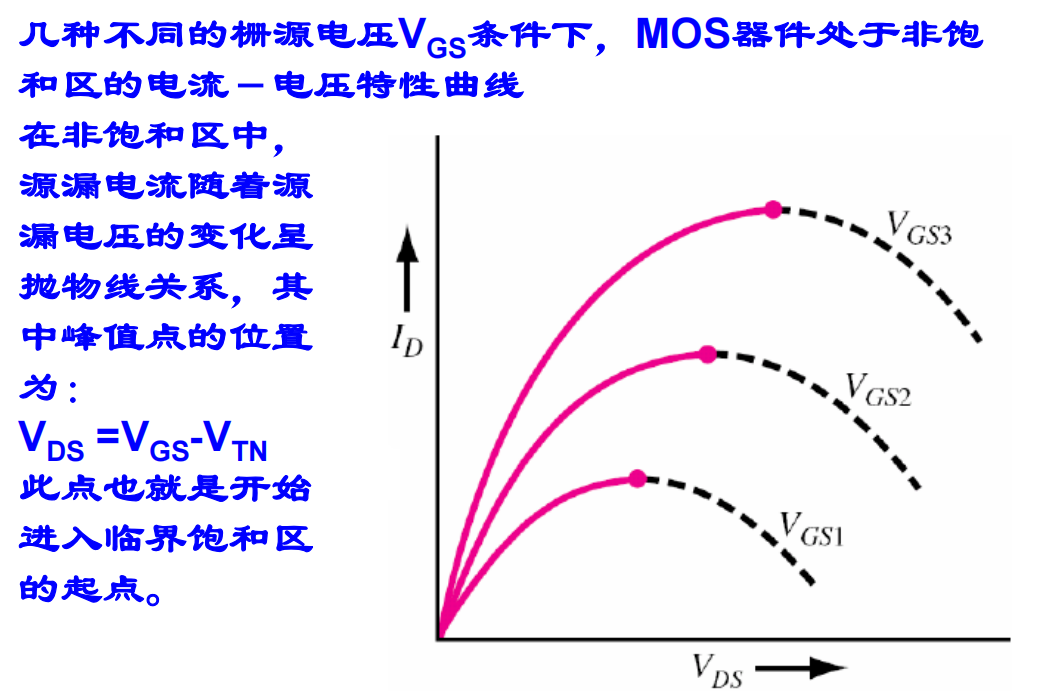 几种不同的栅源电压VGS条件下，MOS器件处于非饱
和区的电流－电压特性曲线
在非饱和区中，
源漏电流随着源
漏电压的变化呈
抛物线关系，其
中峰值点的位置
为：
VDS =VGS-VTN
此点也就是开始
进入临界饱和区
的起点。
VGS3
ID
VGS2
VGS1
VDS